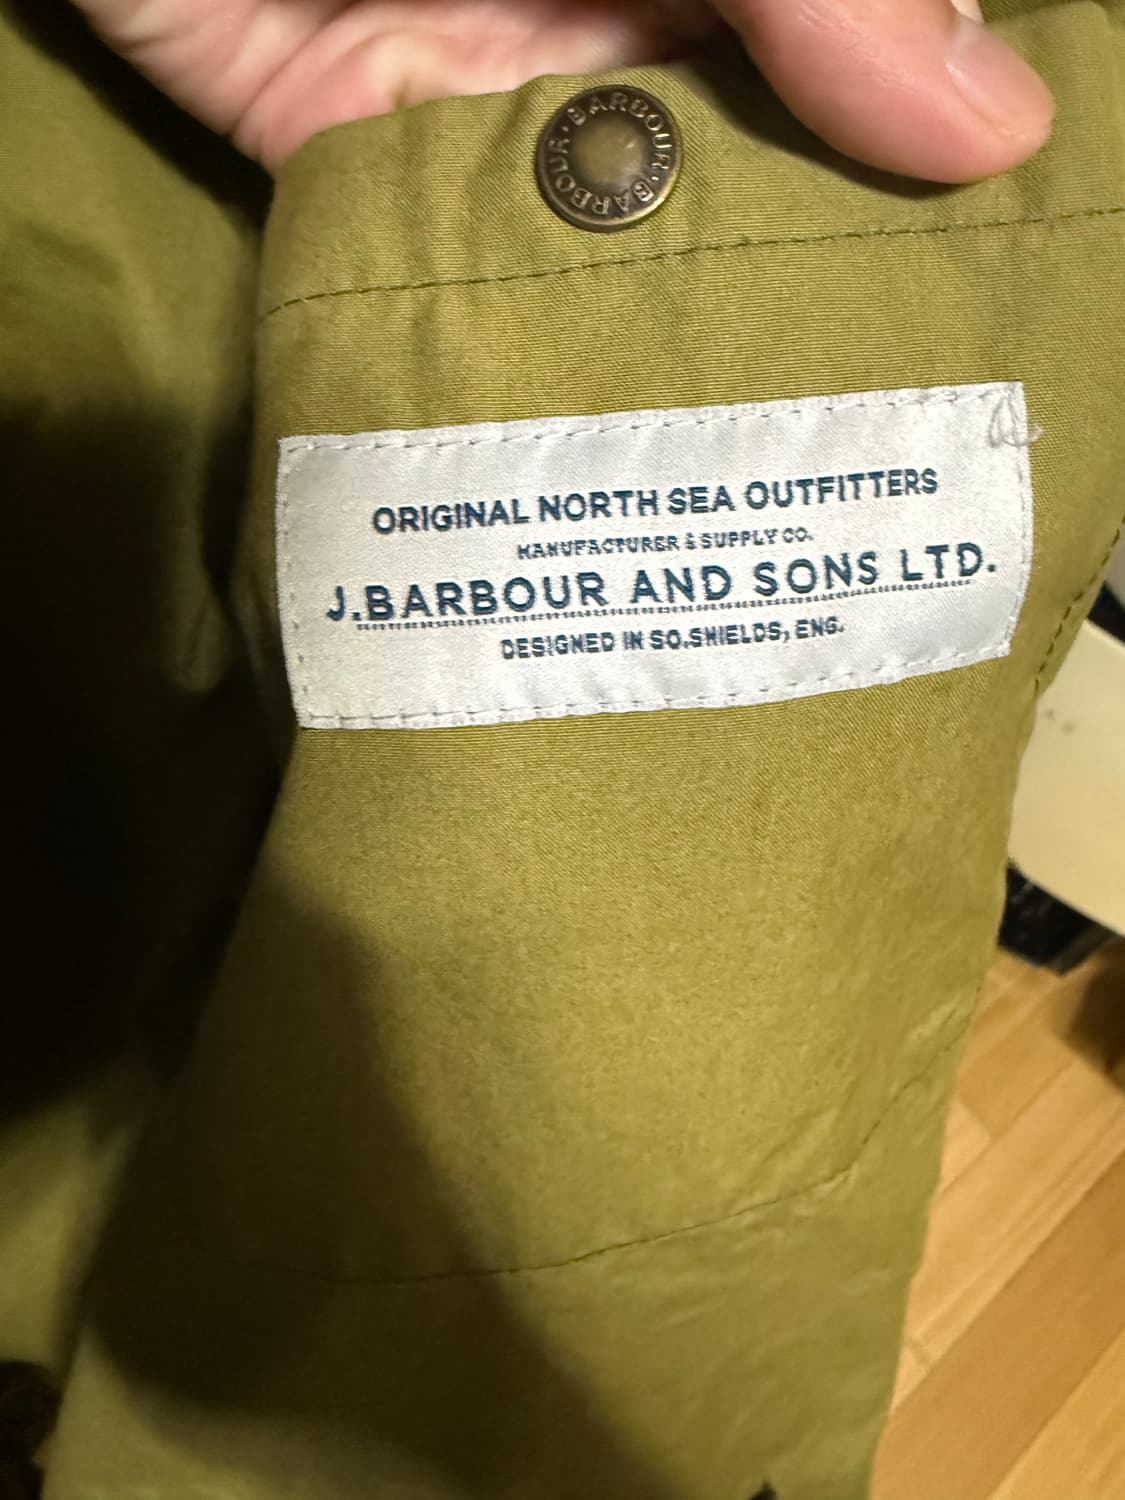 BARBOUR · BARBOUR ·
ORIGINAL NORTH SEA OUTFITTERS
MANUFACTURER & SUPPLY CO.
J.BARBOUR AND SONS LTD.
DESIGNED IN SO.SHIELDS, ENG.